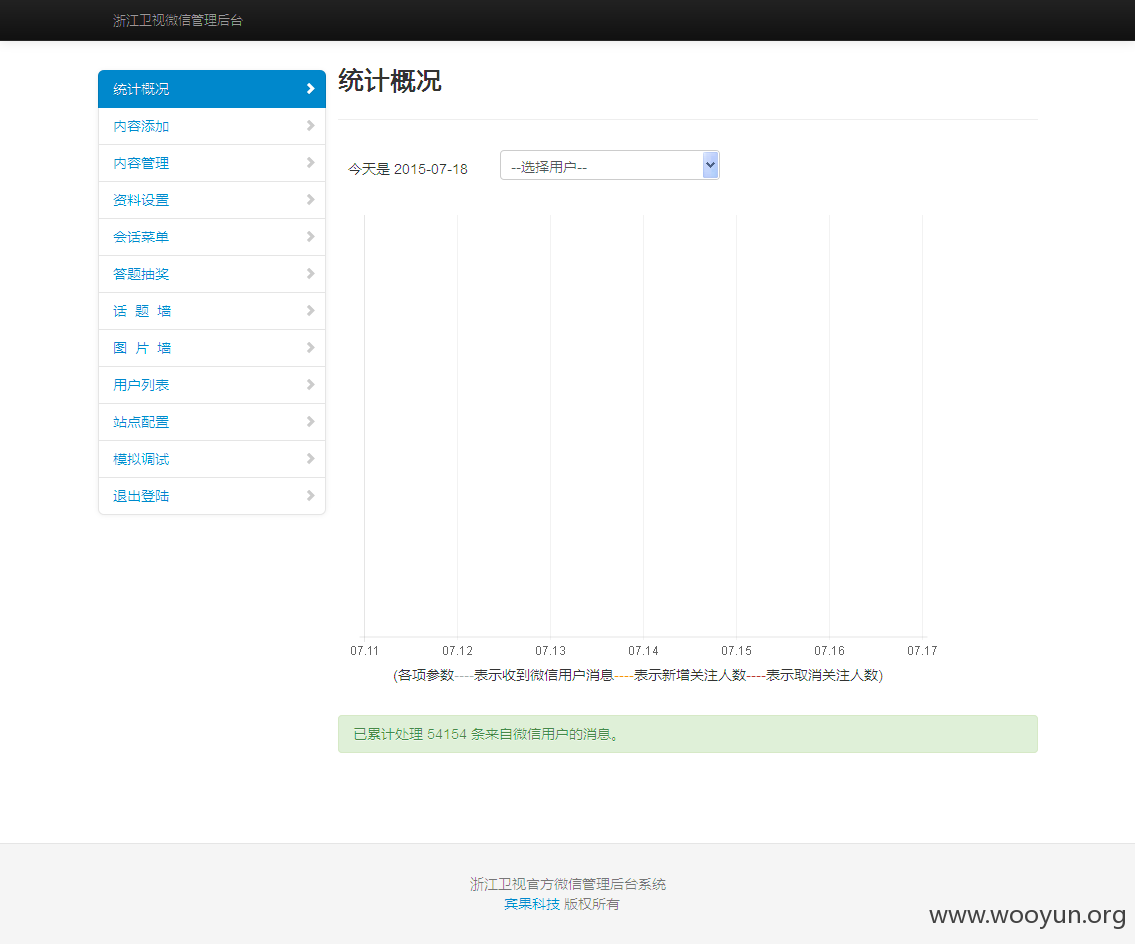 浙江卫视微信管理后台
统计概况
内容添加
内容管理
资料设置
会话菜单
答题抽奖
话 题 墙
图 片 墙
用户列表
站点配置
模拟调试
退出登陆
统计概况
今天是 2015-07-18
--选择用户--
07.11 07.12 07.13 07.14 07.15 07.16 07.17
(各项参数----表示收到微信用户消息----表示新增关注人数----表示取消关注人数)
已累计处理 54154 条来自微信用户的消息。
浙江卫视官方微信管理后台系统
宾果科技 版权所有
www.wooyun.org